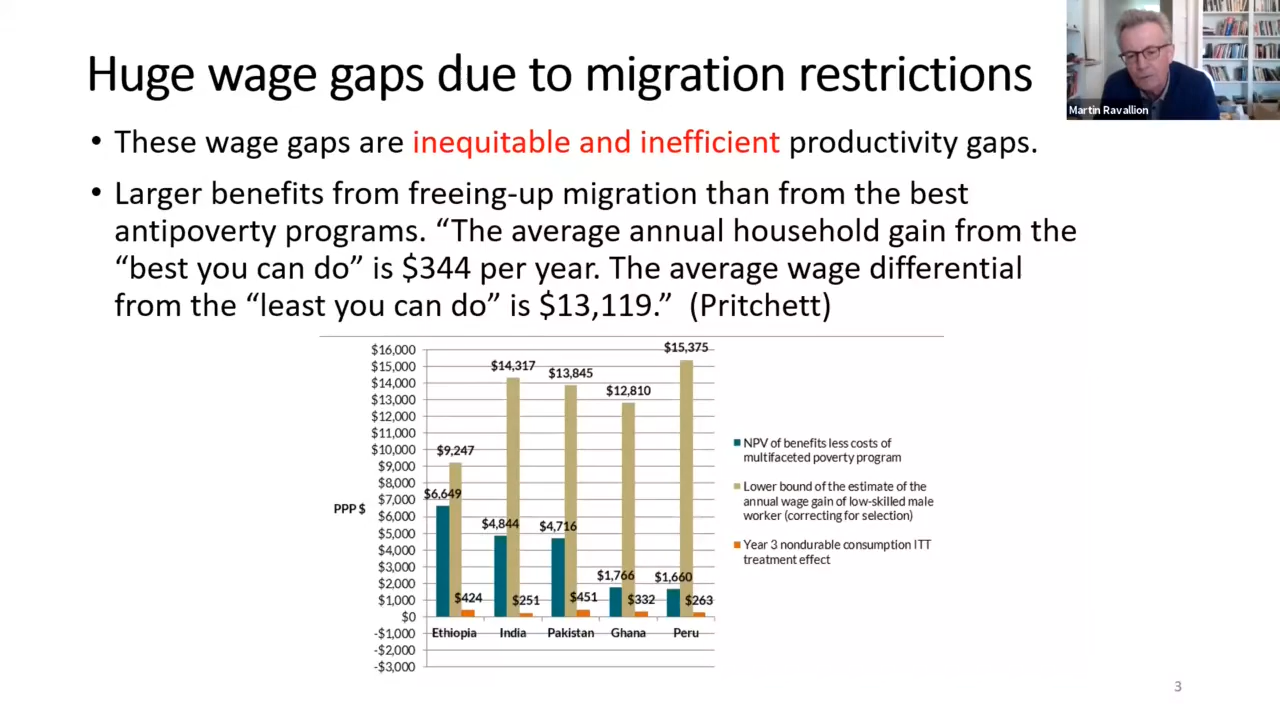 Huge wage gaps due to migration restrictions
Martin Ravallion
• These wage gaps are inequitable and inefficient productivity gaps.
• Larger benefits from freeing-up migration than from the best
antipoverty programs. “The average annual household gain from the
“best you can do” is $344 per year. The average wage differential
from the “least you can do” is $13,119.” (Pritchett)
PPP $
$16,000
$15,000
$14,000
$13,000
$12,000
$11,000
$10,000
$9,000
$8,000
$7,000
$6,000
$5,000
$4,000
$3,000
$2,000
$1,000
$0
-$1,000
-$2,000
-$3,000
$6,649
$9,247
$424
$4,844
$14,317
$251
$4,716
$13,845
$451
$1,766
$12,810
$332
$1,660
$15,375
$263
Ethiopia
India
Pakistan
Ghana
Peru
NPV of benefits less costs of
multifaceted poverty program
Lower bound of the estimate of the
annual wage gain of low-skilled male
worker (correcting for selection)
Year 3 nondurable consumption ITT
treatment effect
3